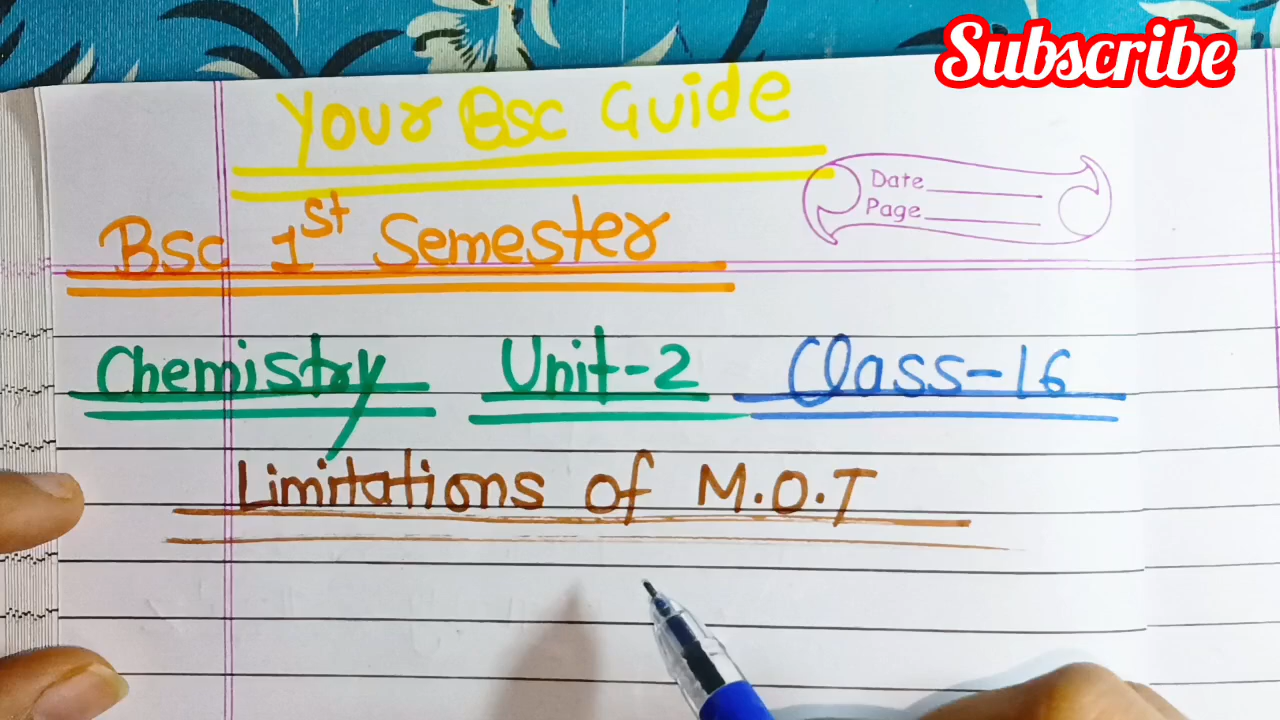 Subscribe
Your Bsc Guide
Date
Page
Bsc 1st Semester
Chemistry Unit-2 Class-16
Limitations of M.O.T